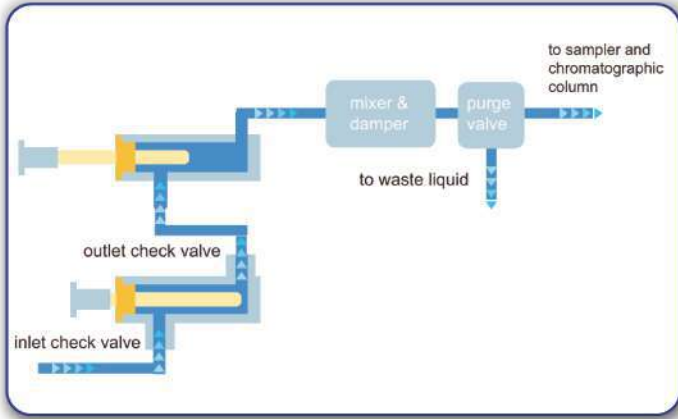 to sampler and
chromatographic
column
mixer &
damper
purge
valve
to waste liquid
outlet check valve
inlet check valve